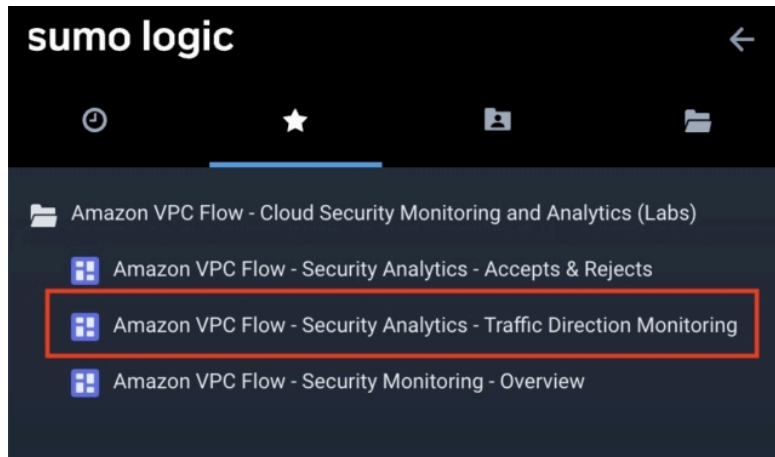 sumo logic
Amazon VPC Flow - Cloud Security Monitoring and Analytics (Labs)
Amazon VPC Flow - Security Analytics - Accepts & Rejects
Amazon VPC Flow - Security Analytics - Traffic Direction Monitoring
Amazon VPC Flow - Security Monitoring - Overview